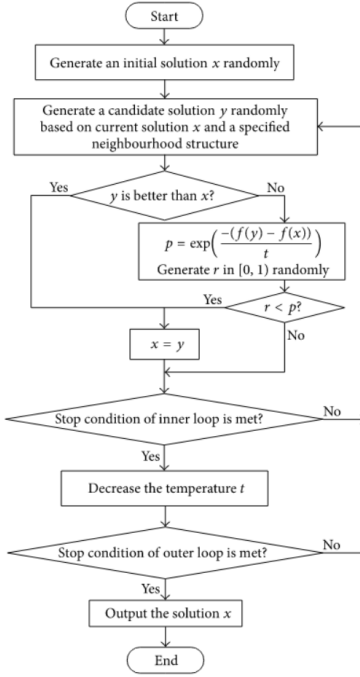 Start
Generate an initial solution x randomly
Generate a candidate solution y randomly
based on current solution x and a specified
neighbourhood structure
Yes
y is better than x?
No
p = exp(−(f(y) − f(x))/t)
Generate r in [0, 1) randomly
Yes
r < p?
No
x = y
Stop condition of inner loop is met?
No
Yes
Decrease the temperature t
Stop condition of outer loop is met?
No
Yes
Output the solution x
End